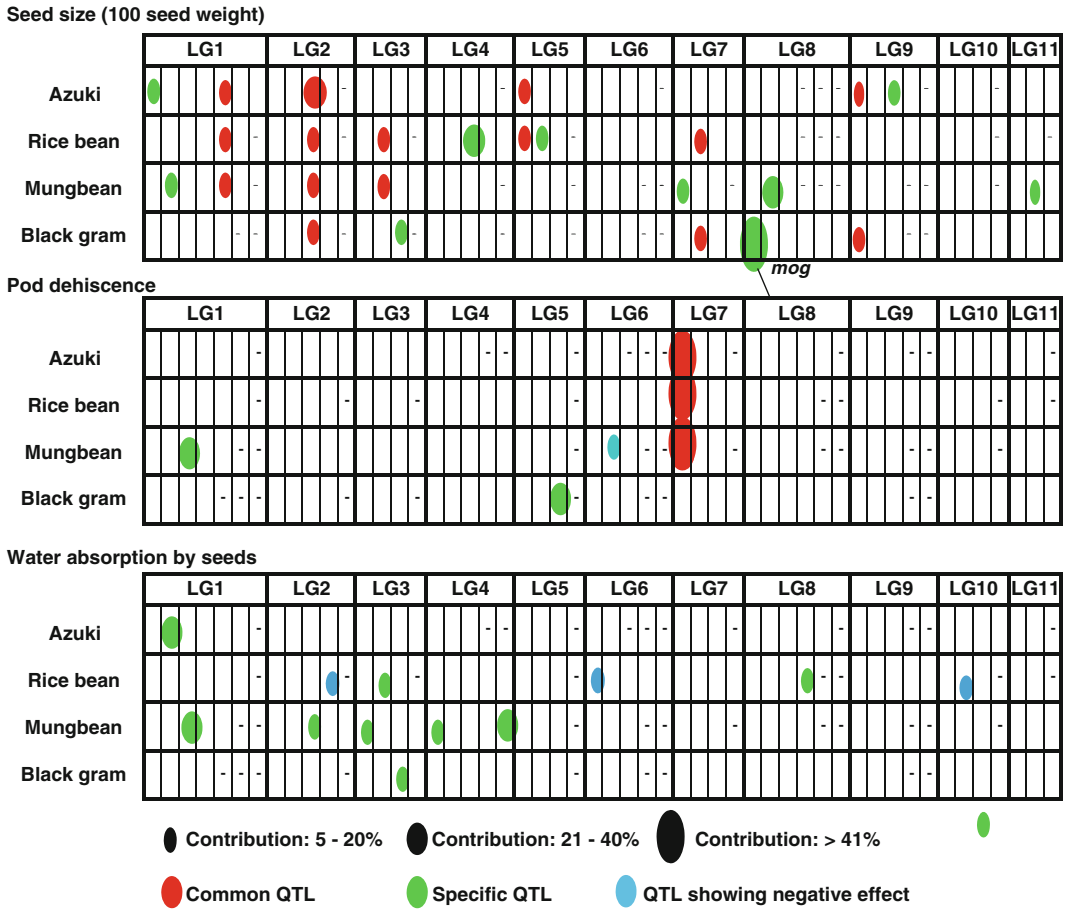 Seed size (100 seed weight)
LG1 LG2 LG3 LG4 LG5 LG6 LG7 LG8 LG9 LG10 LG11
Azuki - - - - - - - -
Rice bean - - - - - - - -
Mungbean - - - - - - - - - - - - -
Black gram - - - - - - - - - -
mog
Pod dehiscence
LG1 LG2 LG3 LG4 LG5 LG6 LG7 LG8 LG9 LG10 LG11
Azuki - - - - - - - - - - - -
Rice bean - - - - - - - -
Mungbean - - - - - - - - - - -
Black gram - - - - - - - - - -
Water absorption by seeds
LG1 LG2 LG3 LG4 LG5 LG6 LG7 LG8 LG9 LG10 LG11
Azuki - - - - - - - - - - - -
Rice bean - - - - - - - -
Mungbean - - - - - - - - - -
Black gram - - - - - - - - -
Contribution: 5 - 20% Contribution: 21 - 40% Contribution: > 41%
Common QTL Specific QTL QTL showing negative effect